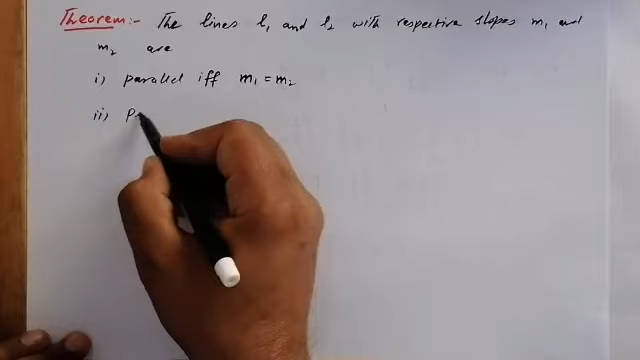 Theorem:- The lines l₁ and l₂ with respective slopes m₁ and
m₂ are
i) parallel iff m₁ = m₂
ii) P